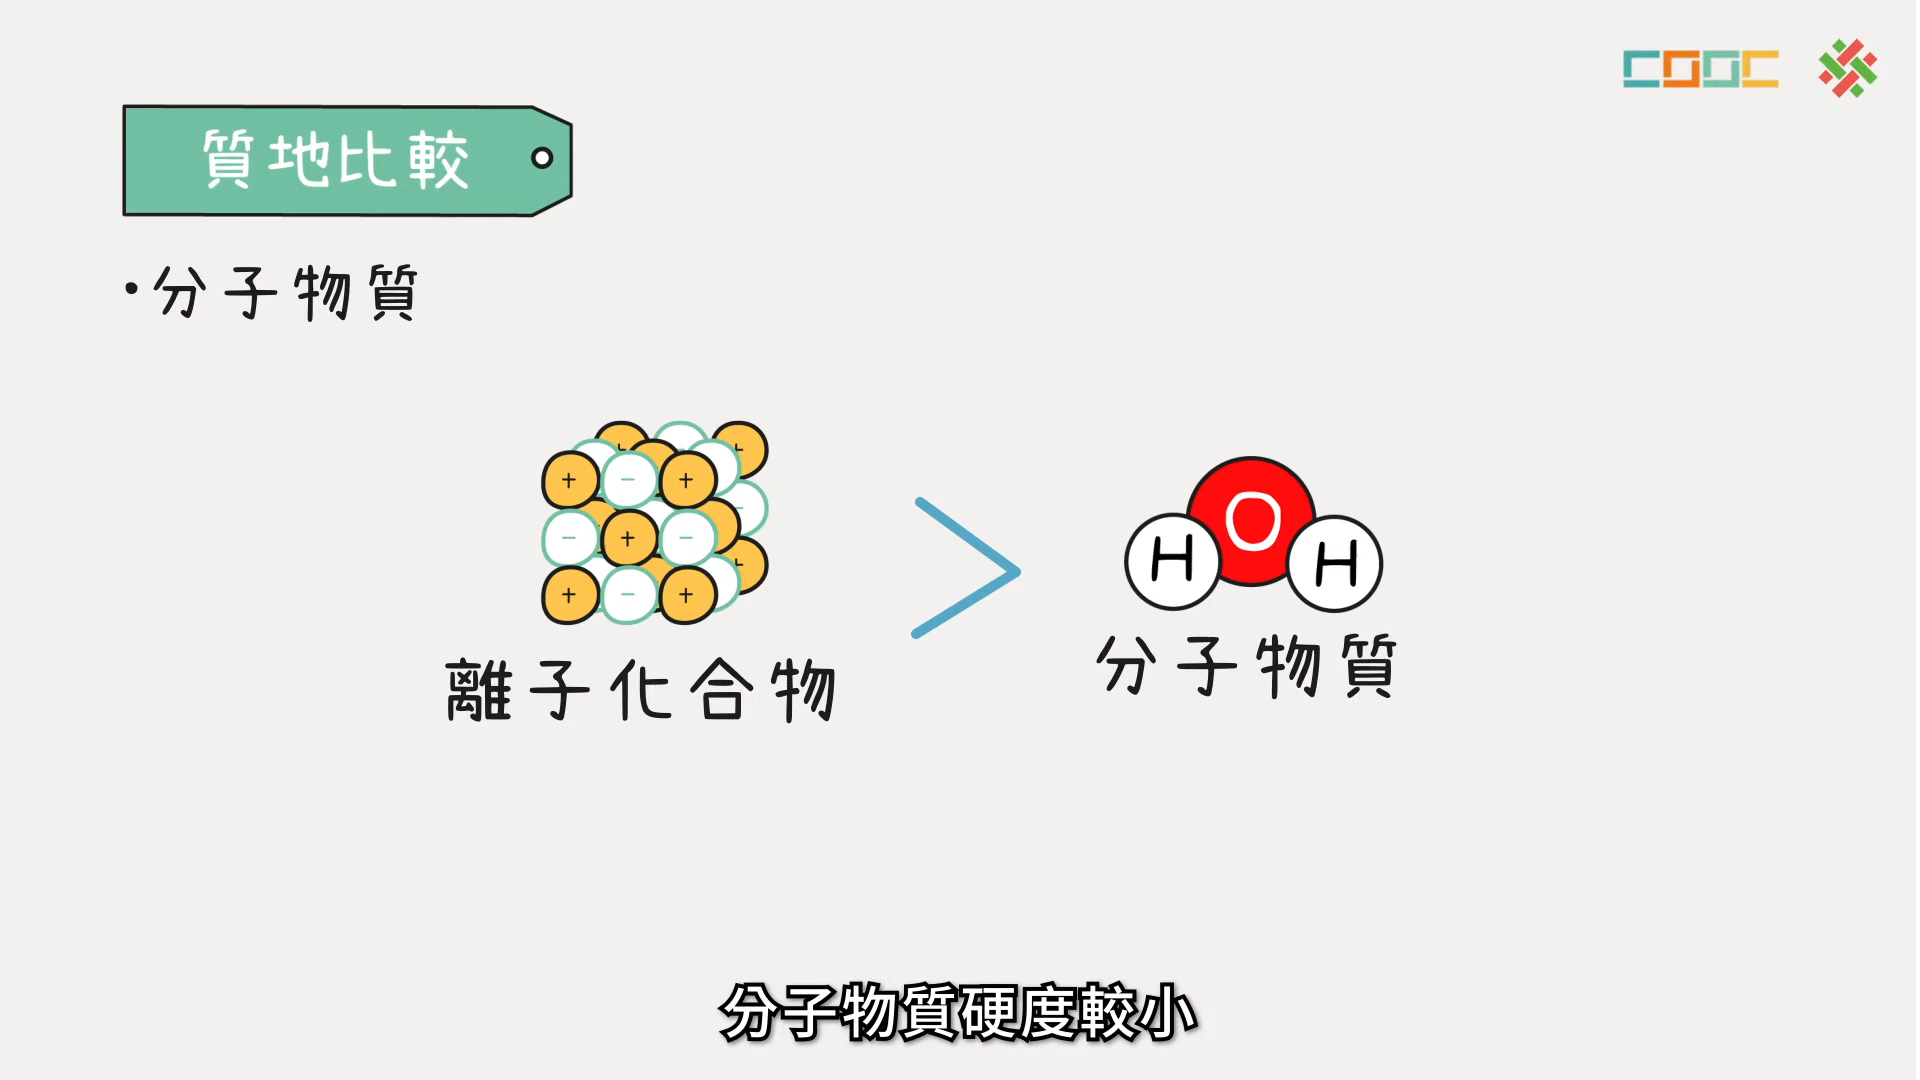 COOC
質地比較
•分子物質
+ − +
− + −
+ − +
O
H H
離子化合物
分子物質
分子物質硬度較小